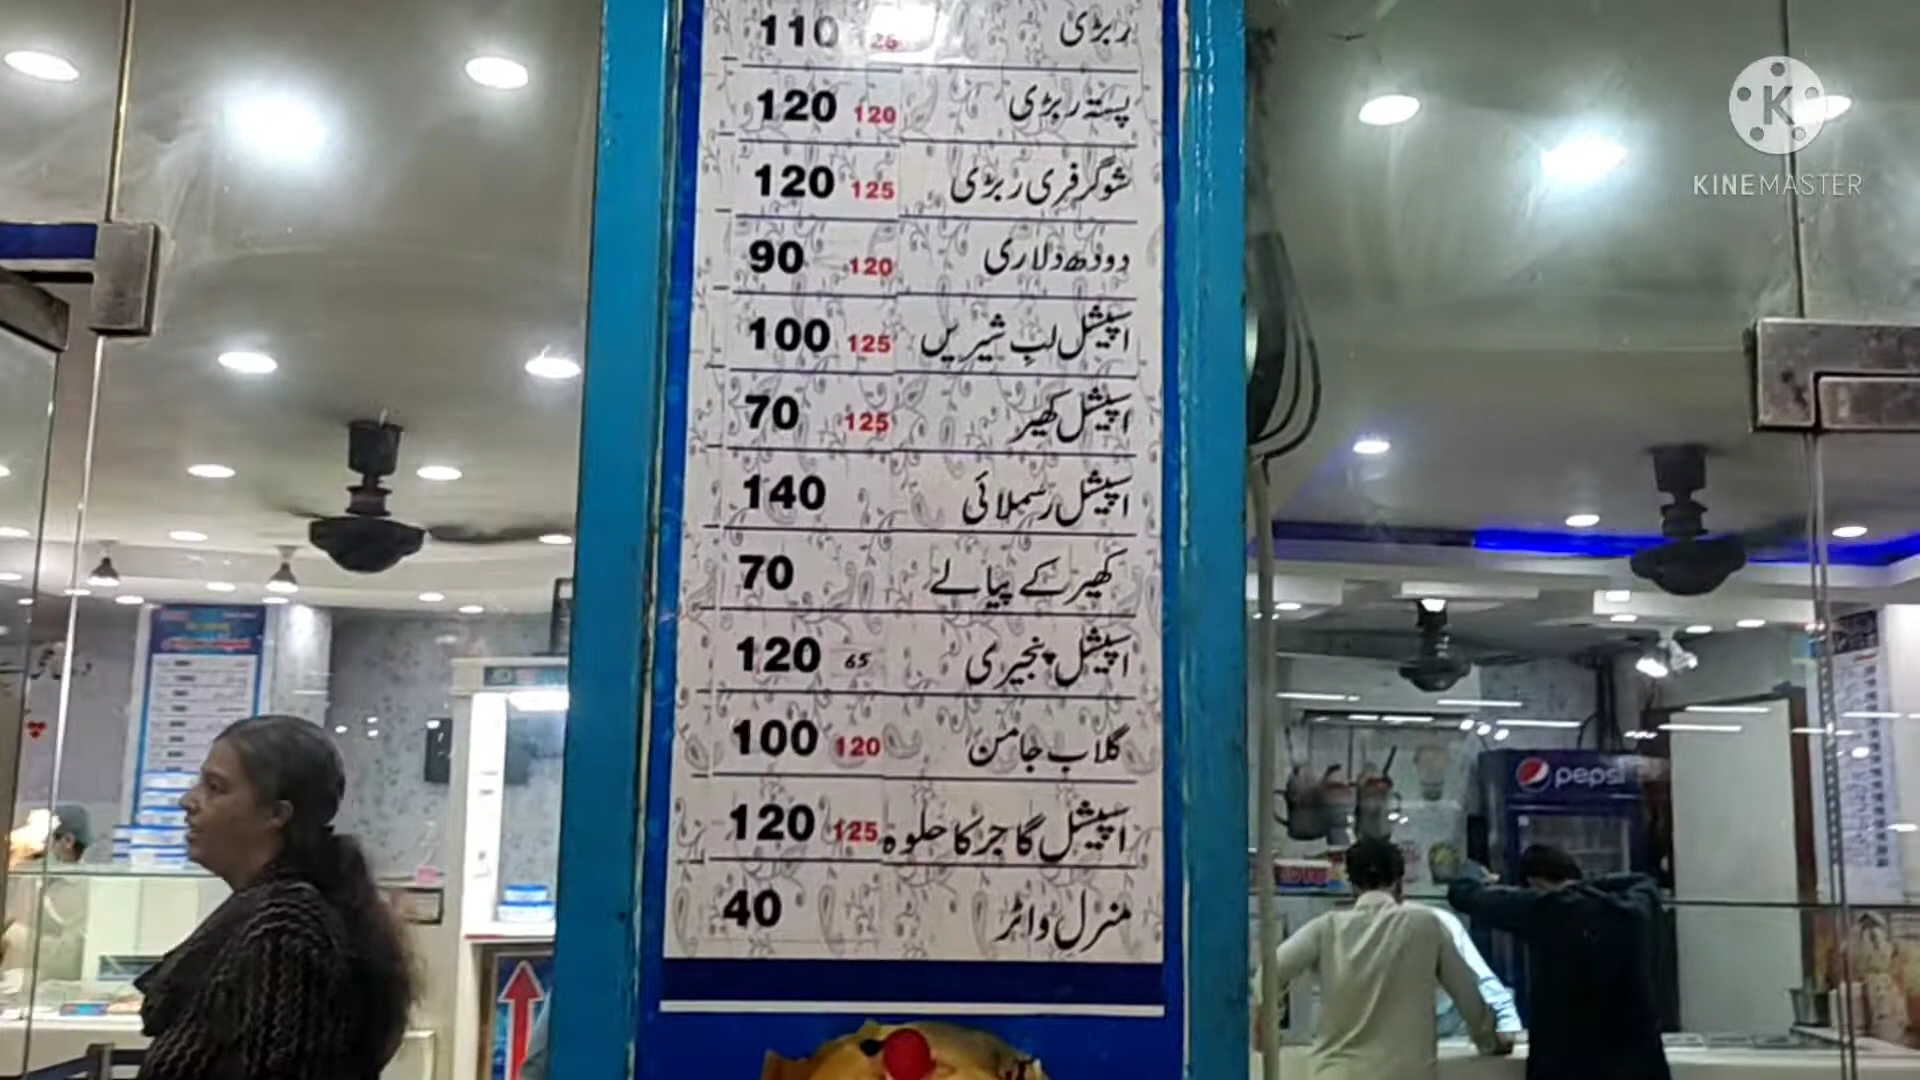 ربڑی 110
پستہ ربڑی 120 120
شوگر فری ربڑی 125 120
دودھ دلاری 120 90
اسپیشل لبِ شیریں 125 100
اسپیشل کھیر 125 70
اسپیشل رسملائی 140
کھیر کے پیالے 70
اسپیشل پنجیری 65 120
گلاب جامن 120 100
اسپیشل گاجر کا حلوہ 125 120
منرل واٹر 40
KINEMASTER
pepsi